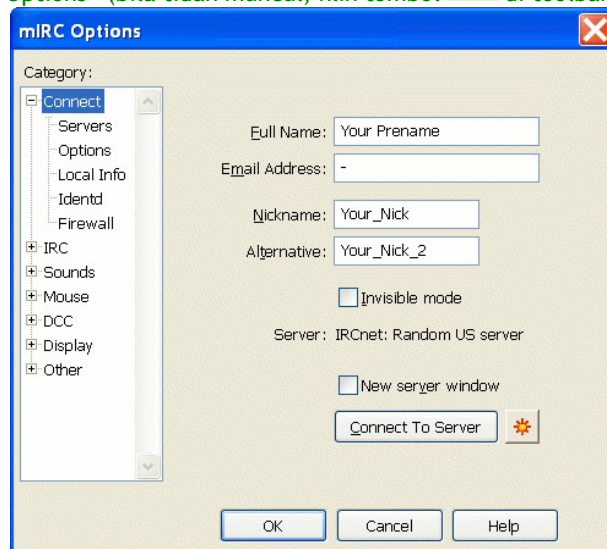 mIRC Options
Category:
Connect
Servers
Options
Local Info
Identd
Firewall
IRC
Sounds
Mouse
DCC
Display
Other
Full Name: Your Prename
Email Address: -
Nickname: Your_Nick
Alternative: Your_Nick_2
Invisible mode
Server: IRCnet: Random US server
New server window
Connect To Server
OK Cancel Help